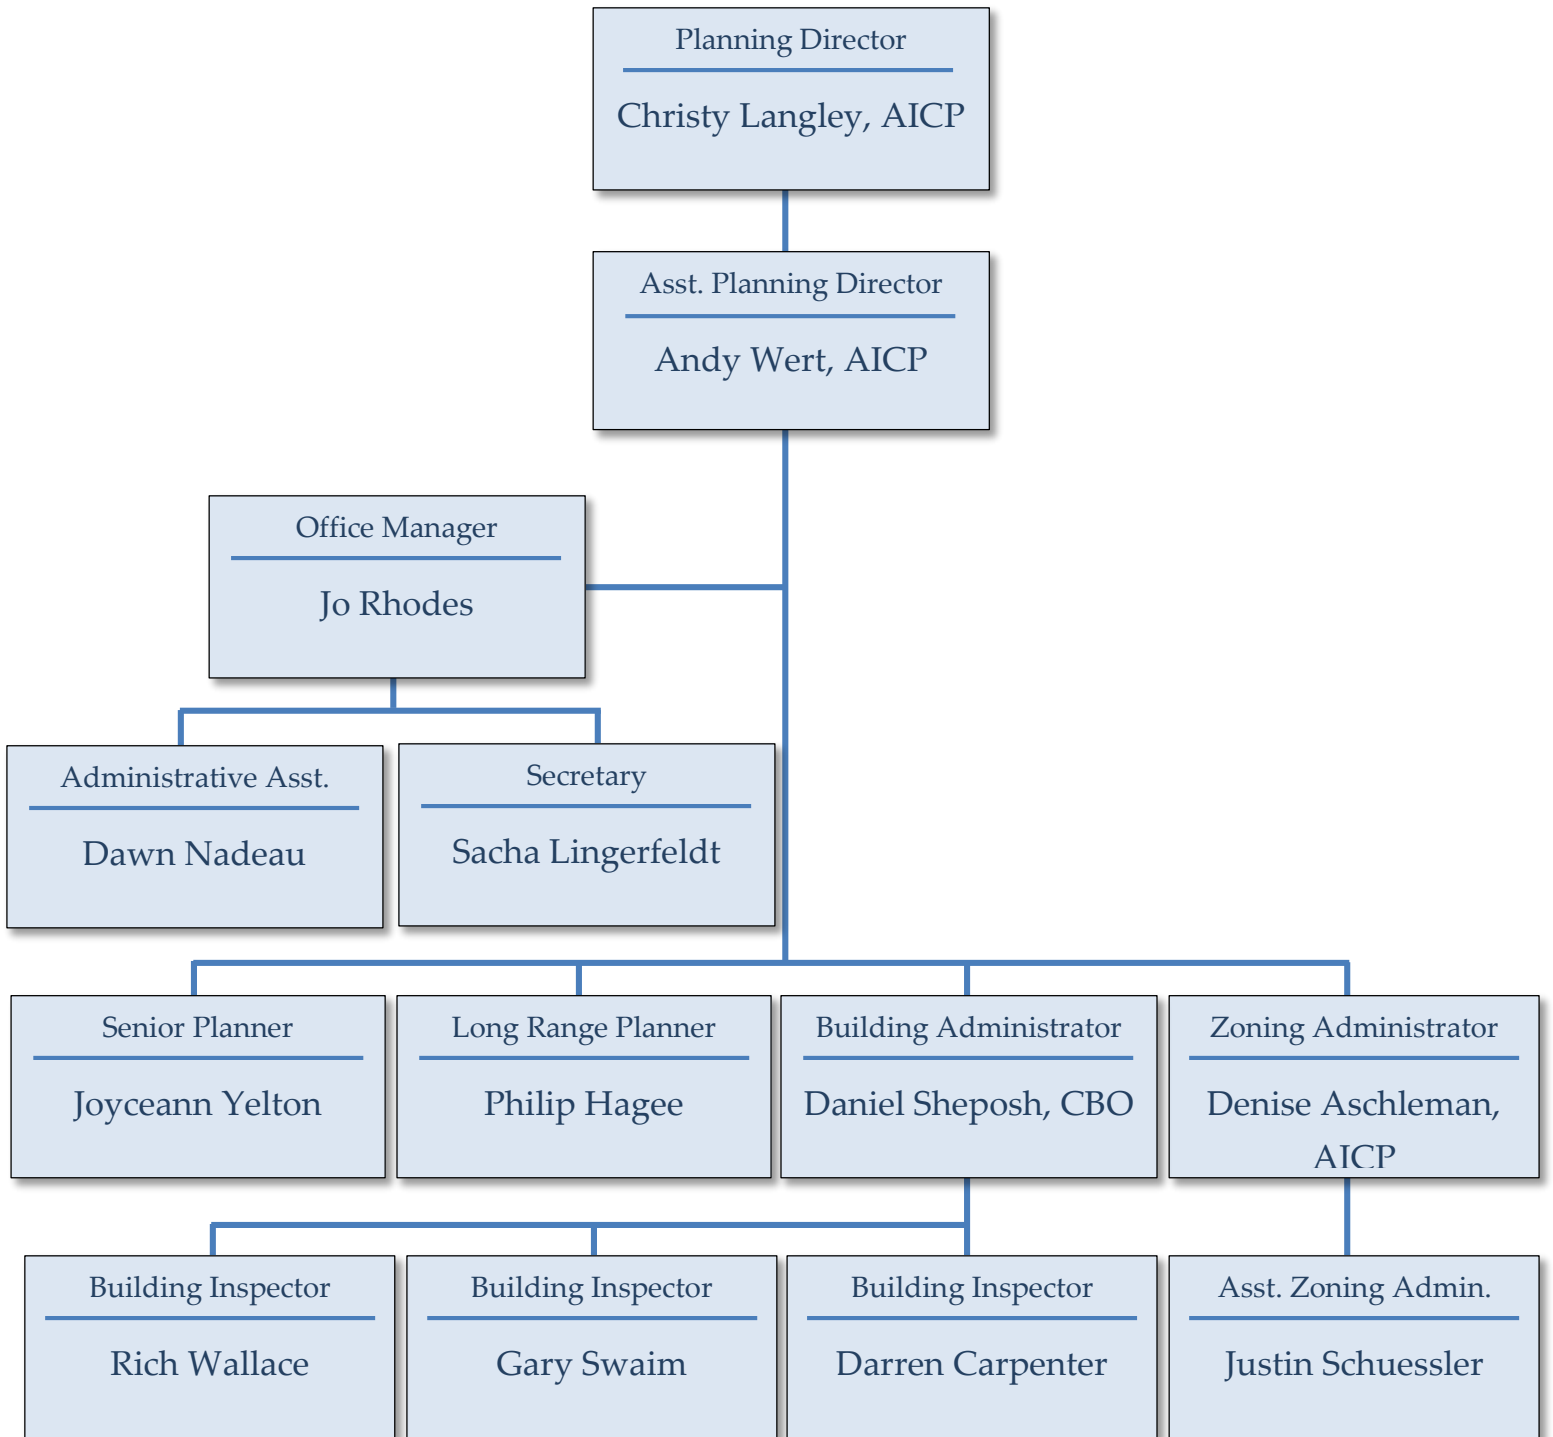 Planning Director
Christy Langley, AICP
Asst. Planning Director
Andy Wert, AICP
Office Manager
Jo Rhodes
Administrative Asst.
Dawn Nadeau
Secretary
Sacha Lingerfeldt
Senior Planner
Joyceann Yelton
Long Range Planner
Philip Hagee
Building Administrator
Daniel Sheposh, CBO
Zoning Administrator
Denise Aschleman,
AICP
Building Inspector
Rich Wallace
Building Inspector
Gary Swaim
Building Inspector
Darren Carpenter
Asst. Zoning Admin.
Justin Schuessler